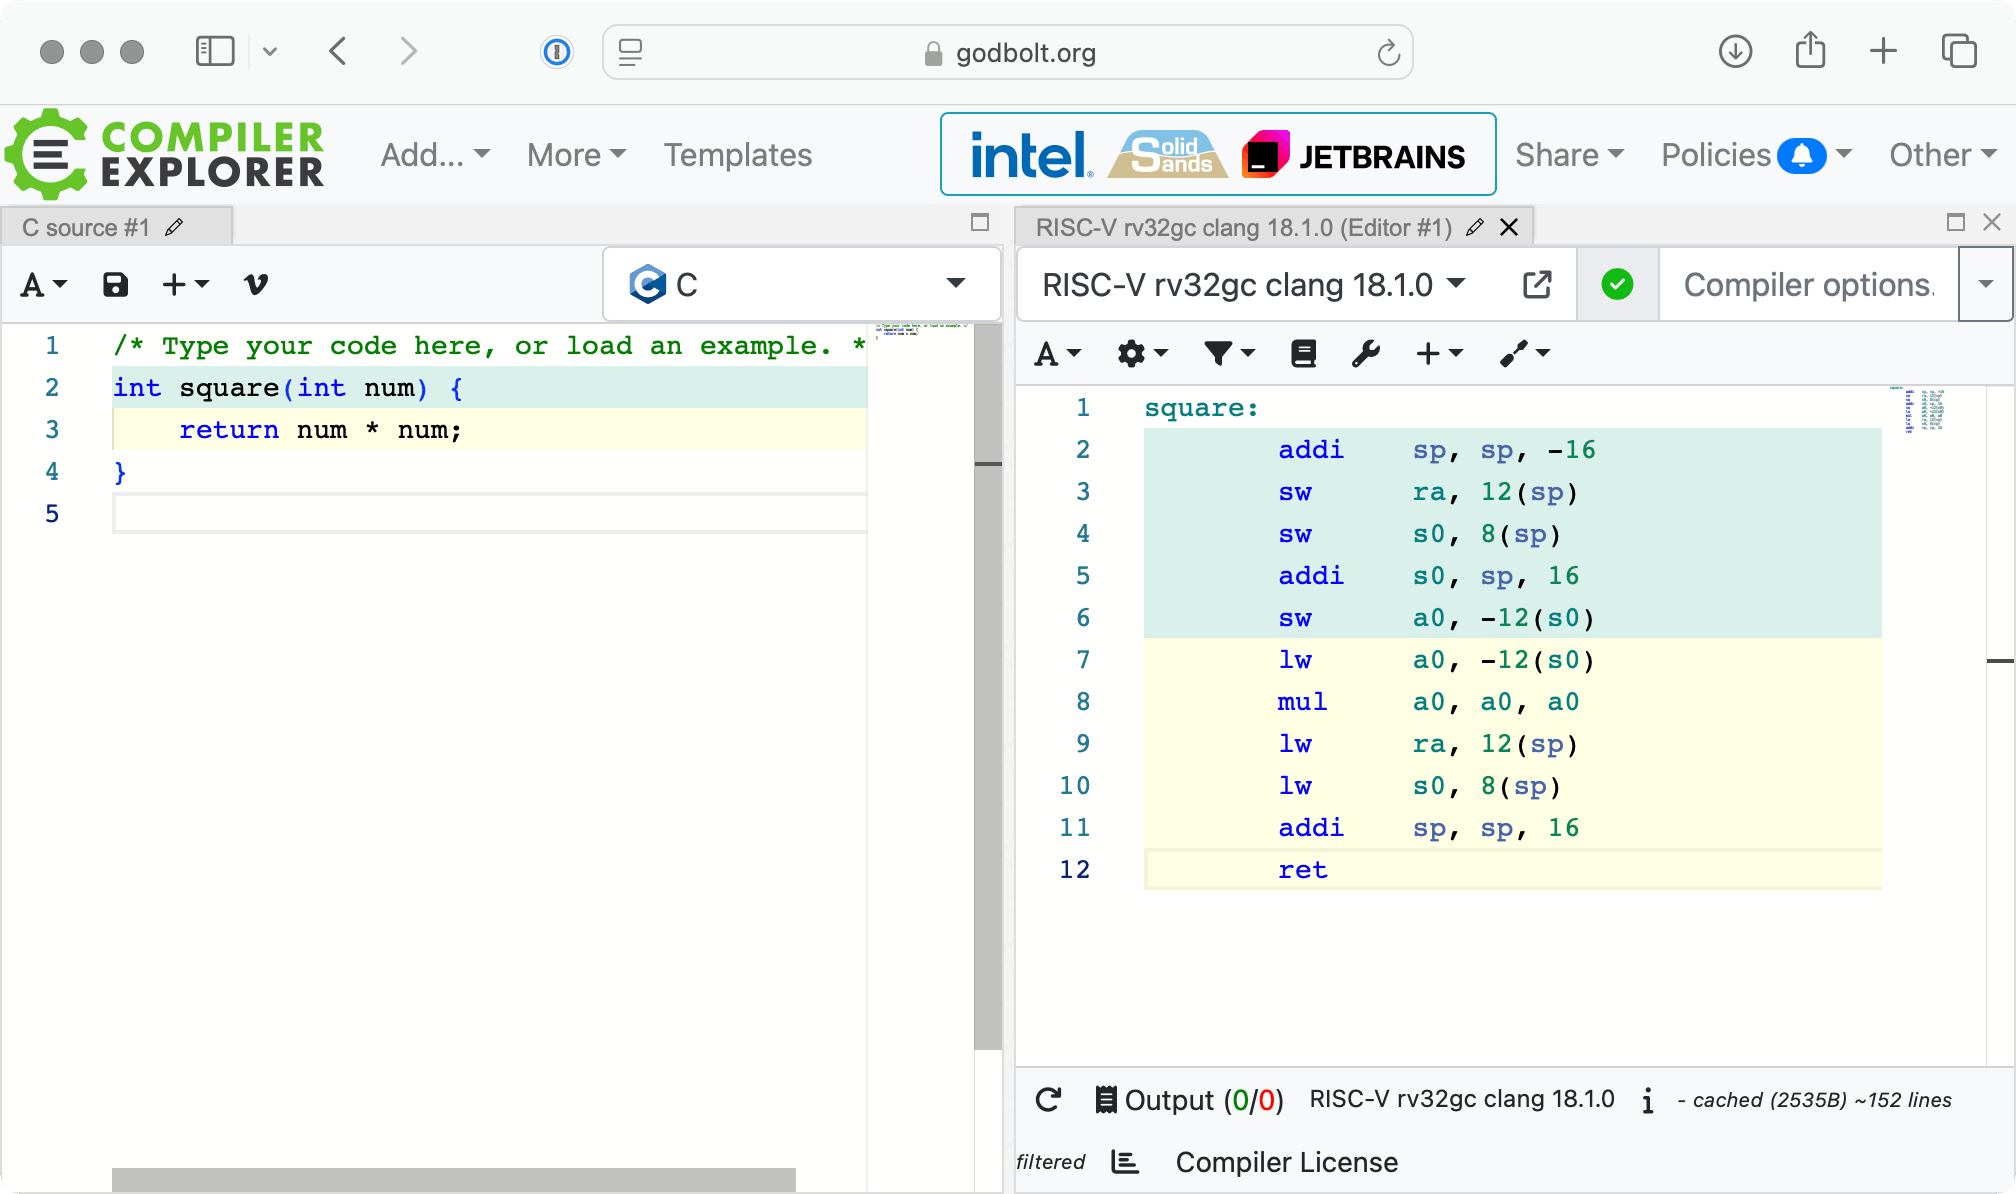 godbolt.org
COMPILER
EXPLORER
Add...
More
Templates
intel.
Solid
Sands
JETBRAINS
Share
Policies
Other
C source #1
RISC-V rv32gc clang 18.1.0 (Editor #1)
A
C
RISC-V rv32gc clang 18.1.0
Compiler options.
A
1 /* Type your code here, or load an example. *
2 int square(int num) {
3 return num * num;
4 }
5
1 square:
2 addi sp, sp, -16
3 sw ra, 12(sp)
4 sw s0, 8(sp)
5 addi s0, sp, 16
6 sw a0, -12(s0)
7 lw a0, -12(s0)
8 mul a0, a0, a0
9 lw ra, 12(sp)
10 lw s0, 8(sp)
11 addi sp, sp, 16
12 ret
Output (0/0) RISC-V rv32gc clang 18.1.0 i - cached (2535B) ~152 lines
filtered Compiler License